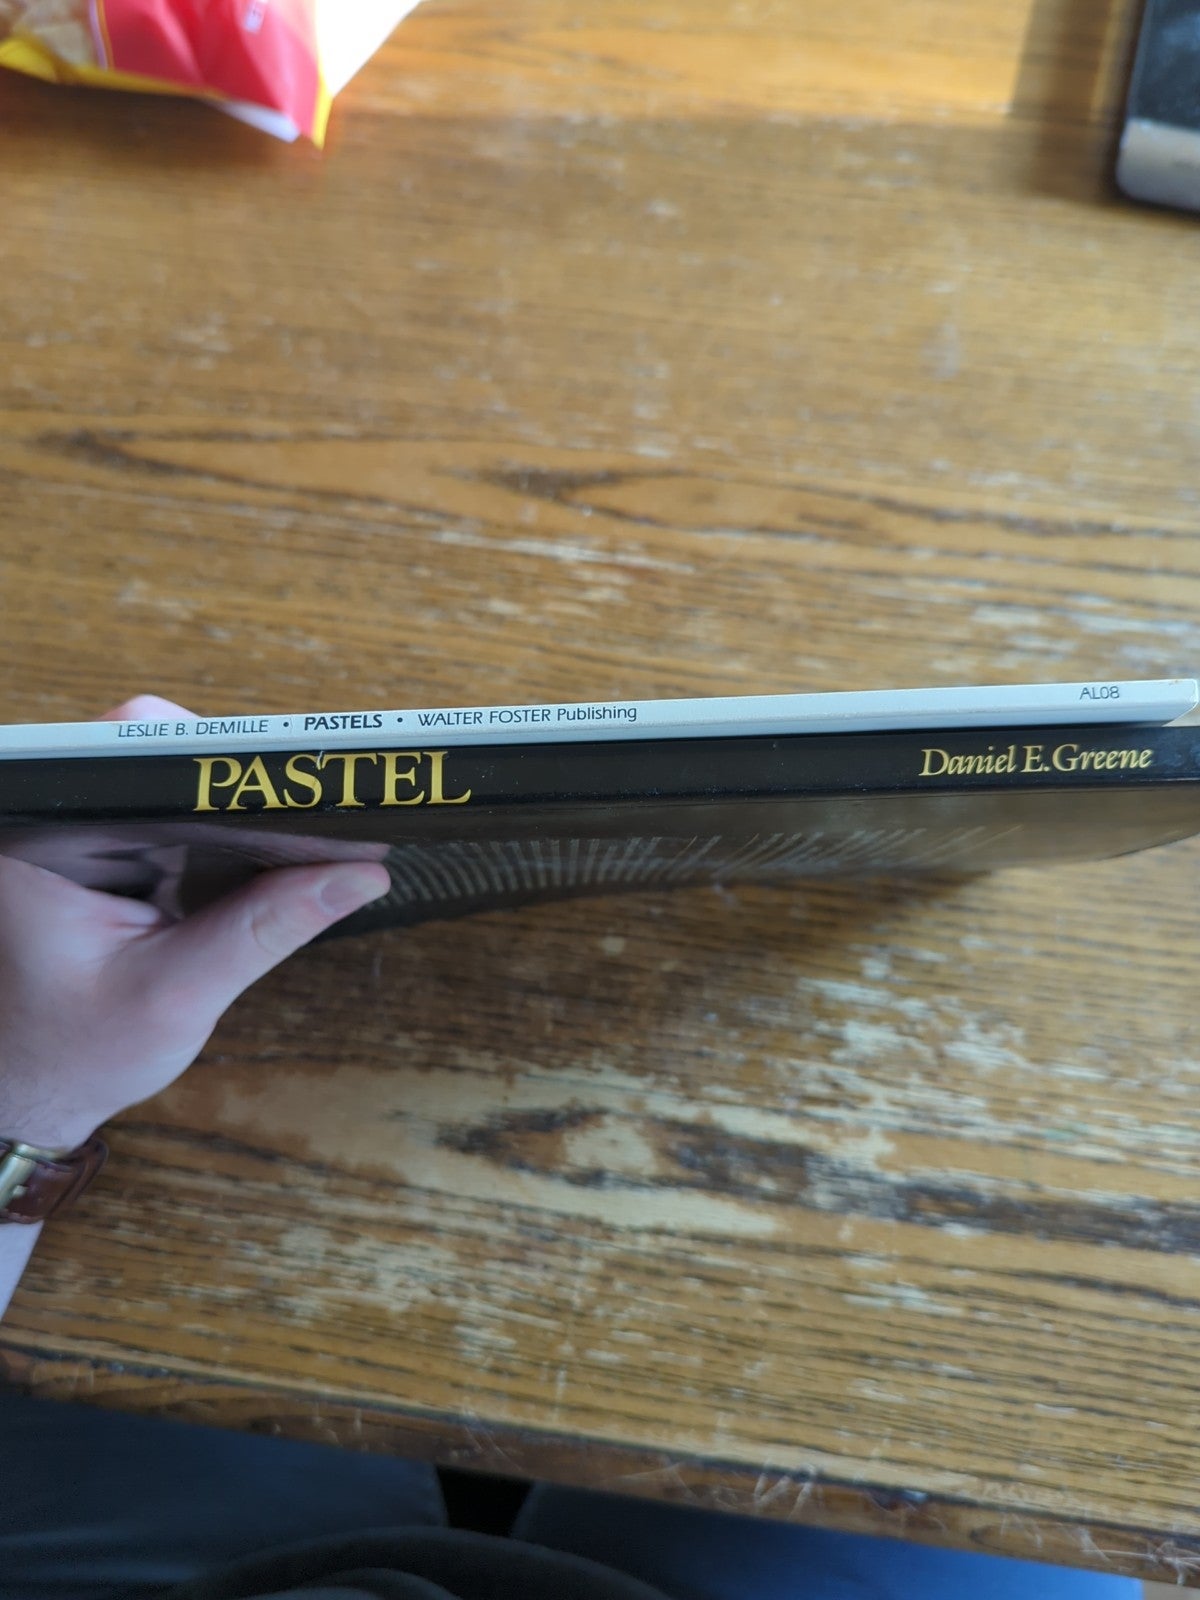 LESLIE B. DEMILLE • PASTELS • WALTER FOSTER Publishing AL08
PASTEL Daniel E. Greene